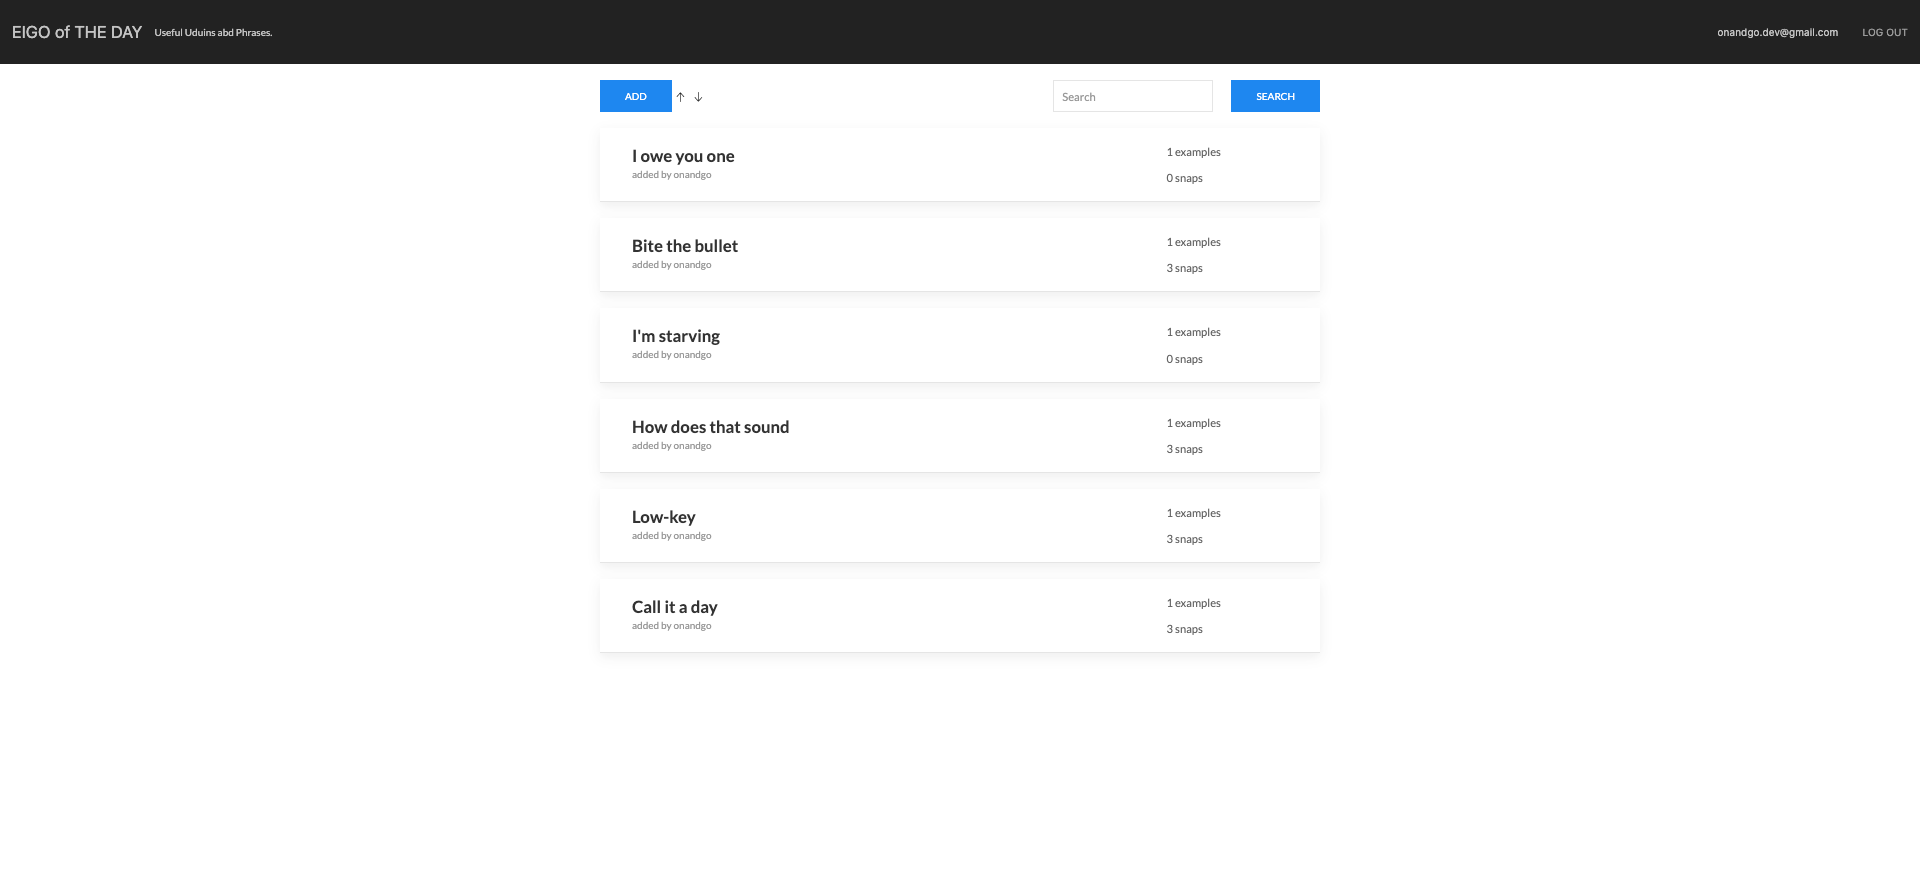 EIGO of THE DAY Useful Uduins abd Phrases. onandgo.dev@gmail.com LOG OUT
ADD ↑ ↓ Search SEARCH
I owe you one
added by onandgo
1 examples
0 snaps
Bite the bullet
added by onandgo
1 examples
3 snaps
I'm starving
added by onandgo
1 examples
0 snaps
How does that sound
added by onandgo
1 examples
3 snaps
Low-key
added by onandgo
1 examples
3 snaps
Call it a day
added by onandgo
1 examples
3 snaps